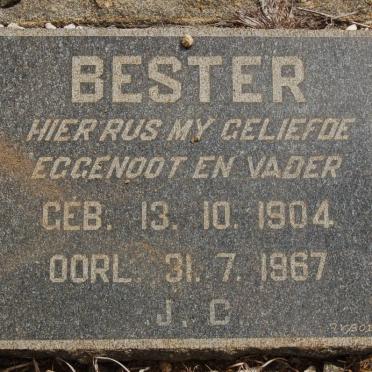 BESTER
HIER RUS MY GELIEFDE
EGGENOOT EN VADER
GEB. 13. 10. 1904
OORL. 31. 7. 1967
J. C